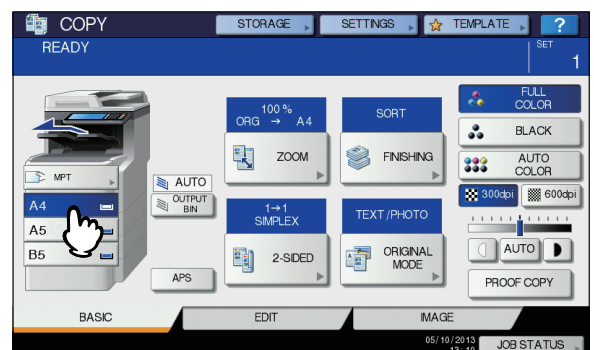 COPY
STORAGE
SETTINGS
TEMPLATE
?
READY
SET
1
MPT
A4
A5
B5
AUTO
OUTPUT
BIN
APS
100 %
ORG → A4
ZOOM
SORT
FINISHING
1→1
SIMPLEX
2-SIDED
TEXT/PHOTO
ORIGINAL
MODE
FULL
COLOR
BLACK
AUTO
COLOR
300dpi
600dpi
AUTO
PROOF COPY
BASIC
EDIT
IMAGE
05/10/2013
13:10
JOB STATUS